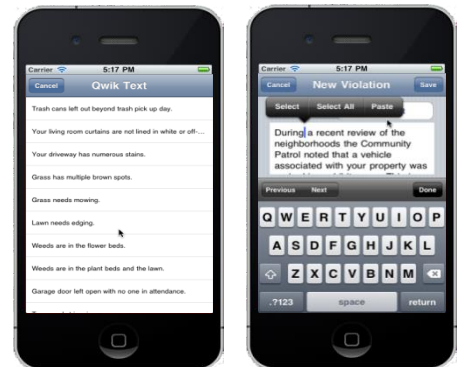 Carrier 5:17 PM
Cancel Qwik Text
Trash cans left out beyond trash pick up day.
Your living room curtains are not lined in white or off-...
Your driveway has numerous stains.
Grass has multiple brown spots.
Grass needs mowing.
Lawn needs edging.
Weeds are in the flower beds.
Weeds are in the plant beds and the lawn.
Garage door left open with no one in attendance.
Carrier 5:17 PM
Cancel New Violation Save
Select Select All Paste
During a recent review of the
neighborhoods the Community
Patrol noted that a vehicle
associated with your property was
Previous Next Done
Q W E R T Y U I O P
A S D F G H J K L
Z X C V B N M
.?123 space return